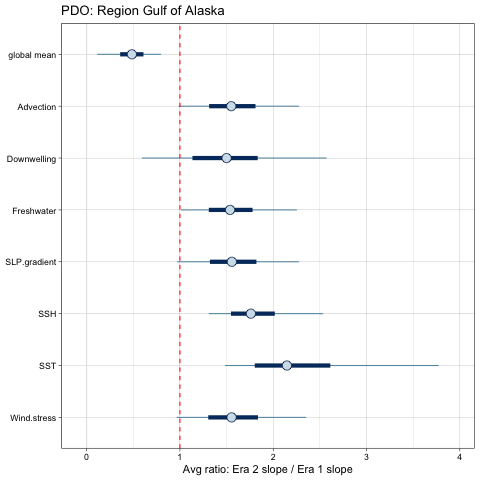 PDO: Region Gulf of Alaska
global mean
Advection
Downwelling
Freshwater
SLP.gradient
SSH
SST
Wind.stress
0 1 2 3 4
Avg ratio: Era 2 slope / Era 1 slope